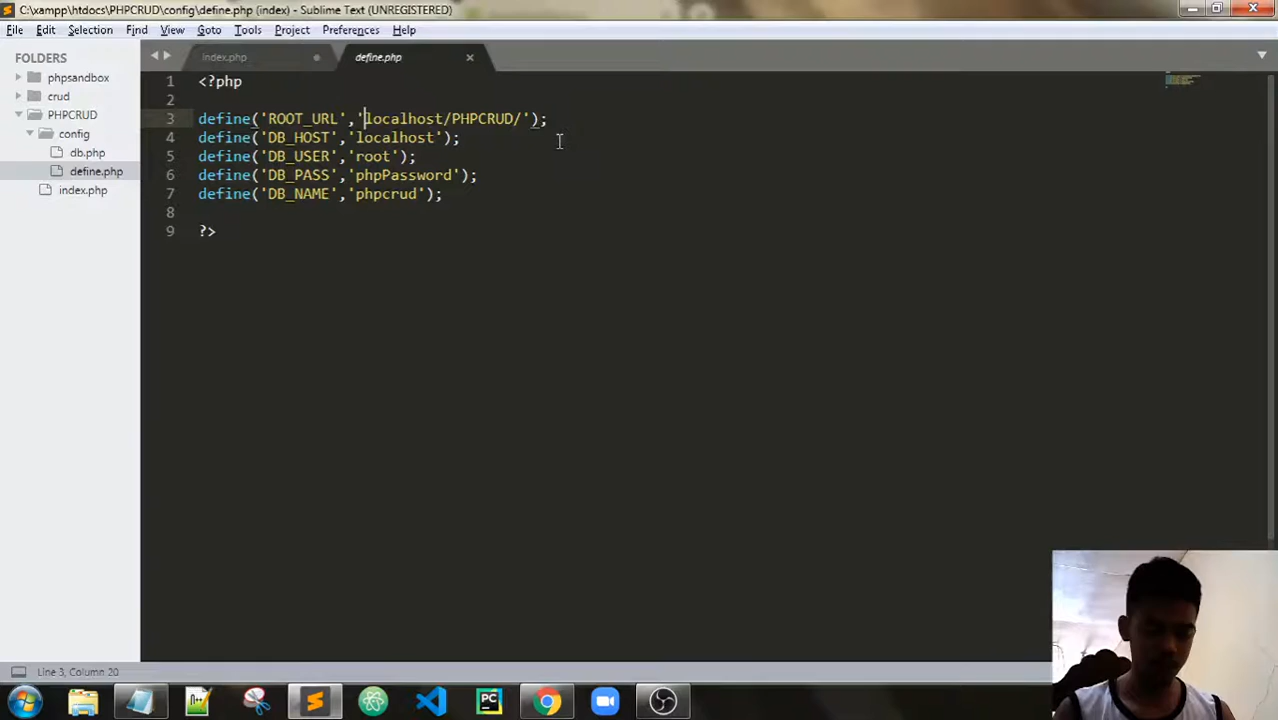 C:\xampp\htdocs\PHPCRUD\config\define.php (index) - Sublime Text (UNREGISTERED)
File Edit Selection Find View Goto Tools Project Preferences Help
FOLDERS
phpsandbox
crud
PHPCRUD
config
db.php
define.php
index.php
index.php define.php
1 <?php
2
3 define('ROOT_URL','localhost/PHPCRUD/');
4 define('DB_HOST','localhost');
5 define('DB_USER','root');
6 define('DB_PASS','phpPassword');
7 define('DB_NAME','phpcrud');
8
9 ?>
Line 3, Column 20
PC